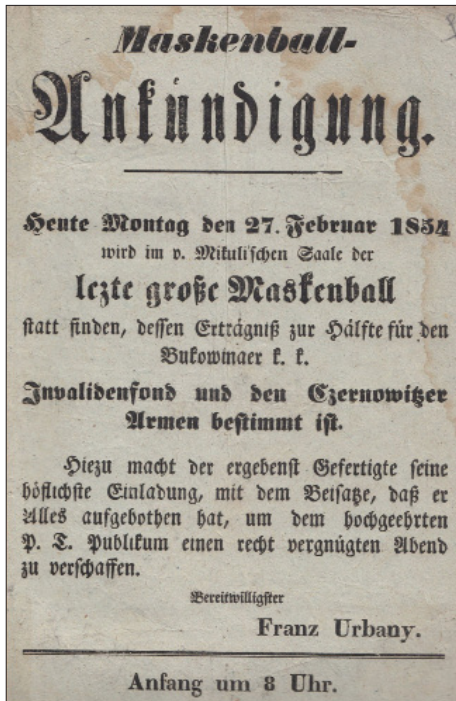 Maskenball-
Ankündigung.
Heute Montag den 27. Februar 1854
wird im v. Mikulischen Saale der
lezte große Maskenball
statt finden, dessen Erträgniß zur Hälfte für den
Bukowinaer k. k.
Invalidenfond und den Czernowitzer
Armen bestimmt ist.
Hiezu macht der ergebenst Gefertigte seine
höflichste Einladung, mit dem Beisatze, daß er
Alles aufgebothen hat, um dem hochgeehrten
P. T. Publikum einen recht vergnügten Abend
zu verschaffen.
Bereitwilligster
Franz Urbany.
Anfang um 8 Uhr.